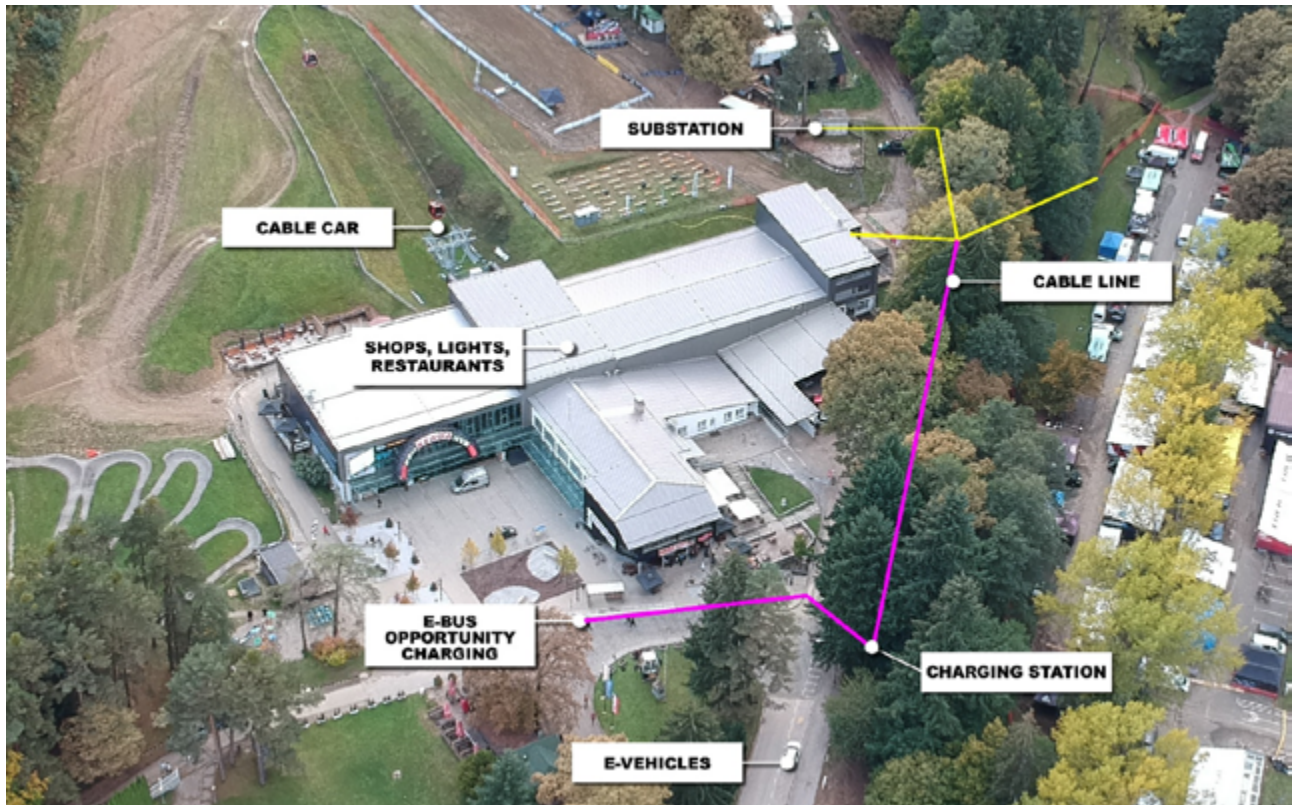 SUBSTATION
CABLE CAR
CABLE LINE
SHOPS, LIGHTS,
RESTAURANTS
E-BUS
OPPORTUNITY
CHARGING
CHARGING STATION
E-VEHICLES